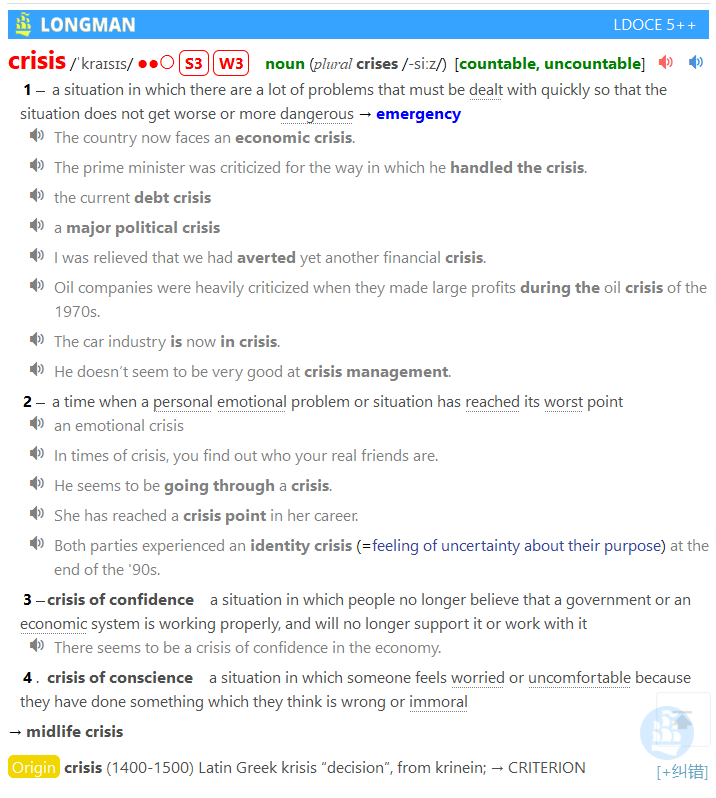 LONGMAN LDOCE 5++
crisis /ˈkraɪsɪs/ ●●○ S3 W3 noun (plural crises /-siːz/) [countable, uncountable]
1 – a situation in which there are a lot of problems that must be dealt with quickly so that the
situation does not get worse or more dangerous → emergency
The country now faces an economic crisis.
The prime minister was criticized for the way in which he handled the crisis.
the current debt crisis
a major political crisis
I was relieved that we had averted yet another financial crisis.
Oil companies were heavily criticized when they made large profits during the oil crisis of the
1970s.
The car industry is now in crisis.
He doesn’t seem to be very good at crisis management.
2 – a time when a personal emotional problem or situation has reached its worst point
an emotional crisis
In times of crisis, you find out who your real friends are.
He seems to be going through a crisis.
She has reached a crisis point in her career.
Both parties experienced an identity crisis (=feeling of uncertainty about their purpose) at the
end of the '90s.
3 – crisis of confidence a situation in which people no longer believe that a government or an
economic system is working properly, and will no longer support it or work with it
There seems to be a crisis of confidence in the economy.
4 . crisis of conscience a situation in which someone feels worried or uncomfortable because
they have done something which they think is wrong or immoral
→ midlife crisis
Origin crisis (1400-1500) Latin Greek krisis “decision”, from krinein; → CRITERION
[+纠错]